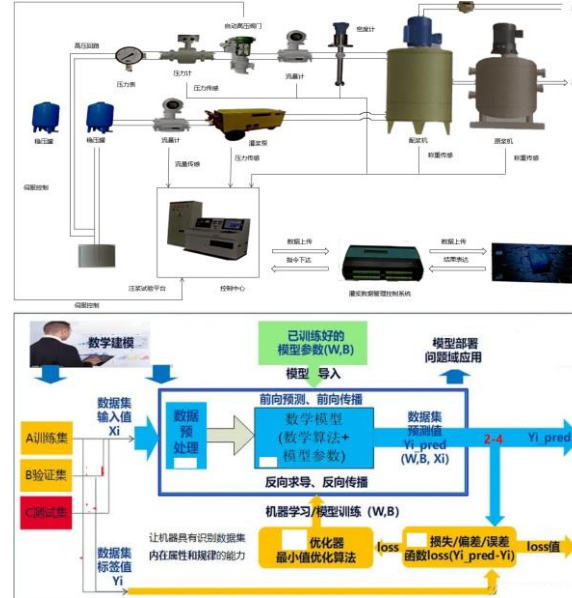 自动高压阀门
密度计
高压回路
压力表
压力计
压力传感
流量计
稳压罐
稳压罐
流量计
灌浆泵
配浆机
搅浆机
流量传感
压力传感
称重传感
称重传感
伺服控制
数据上传
数据上传
指令下达
结果表达
注浆试验平台
控制中心
灌浆数据管理控制系统
伺服控制
数学建模
已训练好的
模型参数(W,B)
模型部署
问题域应用
模型 导入
数据集
输入值
Xi
前向预测、前向传播
A训练集
B验证集
C测试集
数据
预
处理
数学模型
(数学算法+
模型参数)
数据集
预测值
Yi_pred
(W,B, Xi)
2-4
Yi_pred
反向求导、反向传播
机器学习/模型训练（W,B）
让机器具有识别数据集
内在属性和规律的能力
优化器
最小值优化算法
loss
损失/偏差/误差
函数loss(Yi_pred-Yi)
loss值
数据集
标签值
Yi